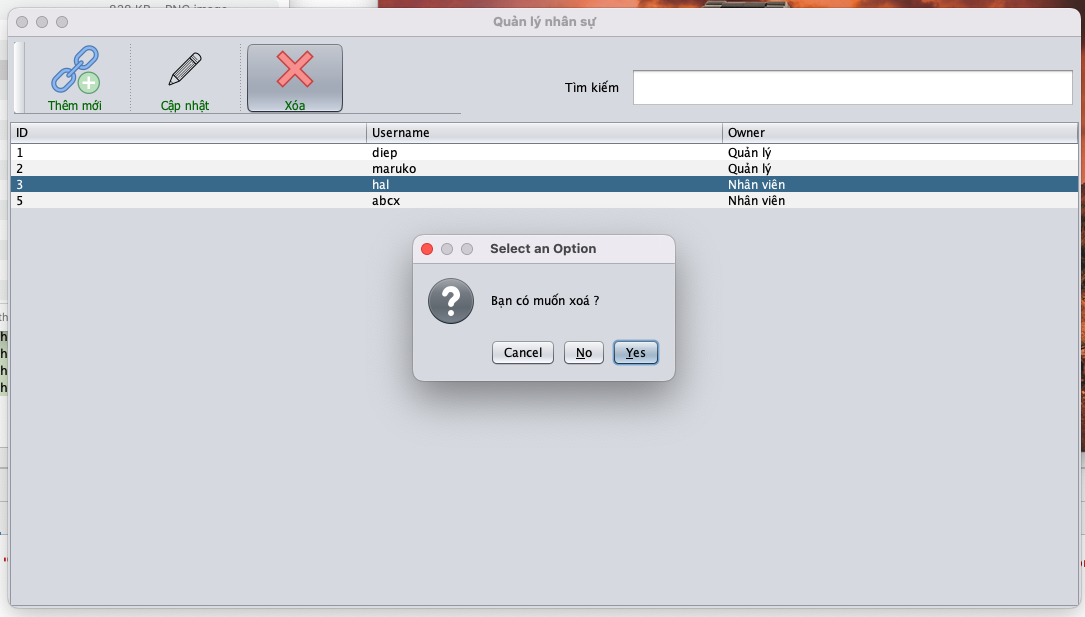 Quản lý nhân sự
Thêm mới
Cập nhật
Xóa
Tìm kiếm
ID Username Owner
1 diep Quản lý
2 maruko Quản lý
3 hal Nhân viên
5 abcx Nhân viên
Select an Option
Bạn có muốn xoá ?
Cancel No Yes